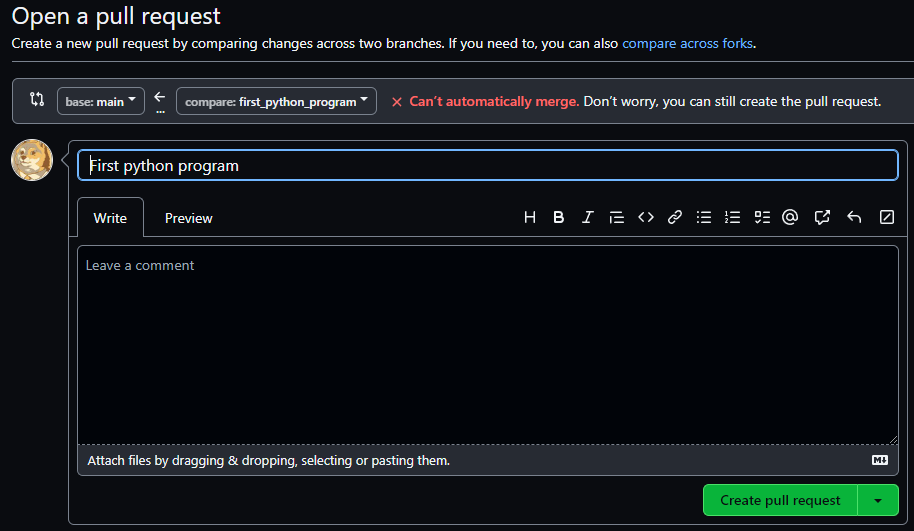 Open a pull request
Create a new pull request by comparing changes across two branches. If you need to, you can also compare across forks.
base: main
...
compare: first_python_program
Can’t automatically merge. Don’t worry, you can still create the pull request.
First python program
Write
Preview
Leave a comment
Attach files by dragging & dropping, selecting or pasting them.
Create pull request